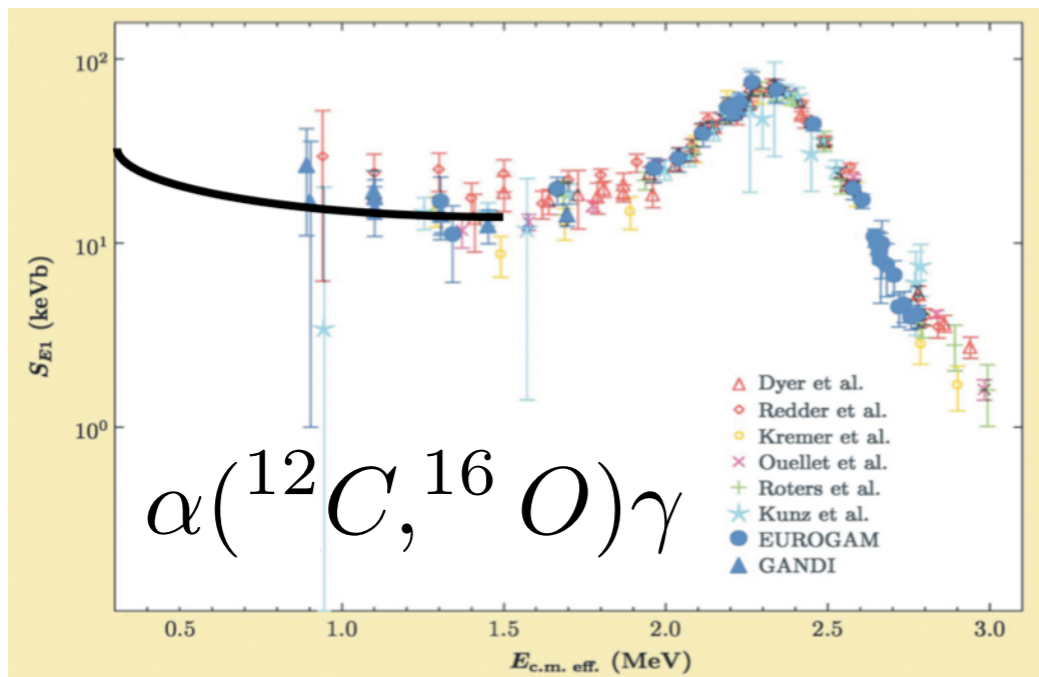 10²
10¹
10⁰
S_E1 (keVb)
Dyer et al.
Redder et al.
Kremer et al.
Ouellet et al.
Roters et al.
Kunz et al.
EUROGAM
GANDI
α(¹²C,¹⁶ O)γ
0.5 1.0 1.5 2.0 2.5 3.0
E_c.m. eff. (MeV)